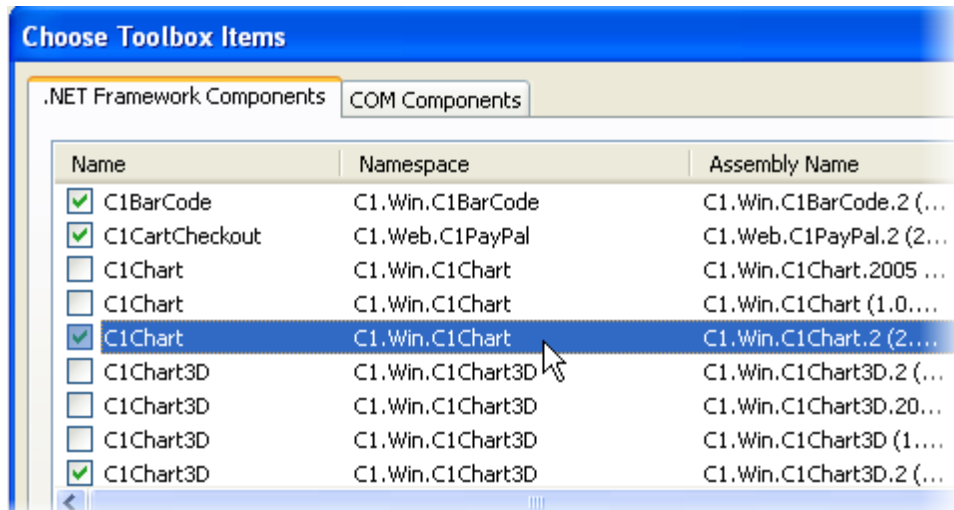 Choose Toolbox Items
.NET Framework Components COM Components
Name Namespace Assembly Name
C1BarCode C1.Win.C1BarCode C1.Win.C1BarCode.2 (...
C1CartCheckout C1.Web.C1PayPal C1.Web.C1PayPal.2 (2...
C1Chart C1.Win.C1Chart C1.Win.C1Chart.2005 ...
C1Chart C1.Win.C1Chart C1.Win.C1Chart (1.0....
C1Chart C1.Win.C1Chart C1.Win.C1Chart.2 (2....
C1Chart3D C1.Win.C1Chart3D C1.Win.C1Chart3D.2 (...
C1Chart3D C1.Win.C1Chart3D C1.Win.C1Chart3D.20...
C1Chart3D C1.Win.C1Chart3D C1.Win.C1Chart3D (1....
C1Chart3D C1.Win.C1Chart3D C1.Win.C1Chart3D.2 (...